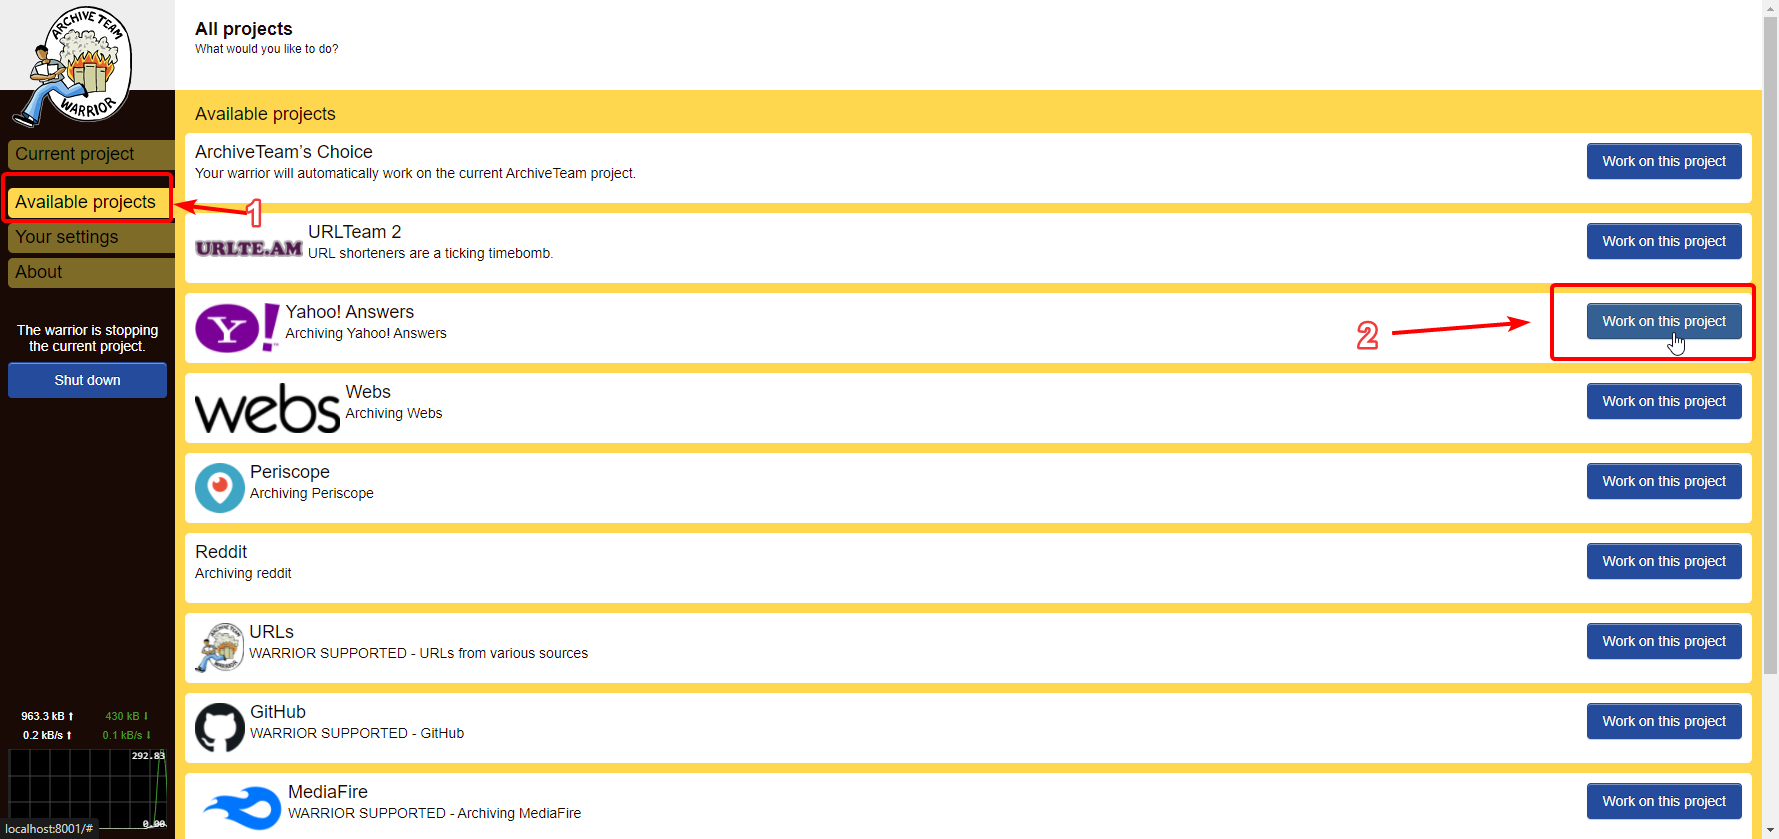 ARCHIVE TEAM
WARRIOR
All projects
What would you like to do?
Current project
Available projects
Your settings
About
The warrior is stopping
the current project.
Shut down
963.3 kB ⬆ 430 kB ⬇
0.2 kB/s ⬆ 0.1 kB/s ⬇
292.83
0.00
localhost:8001/#
1
Available projects
ArchiveTeam’s Choice
Your warrior will automatically work on the current ArchiveTeam project.
Work on this project
URLTE.AM
URLTeam 2
URL shorteners are a ticking timebomb.
Work on this project
Y!
Yahoo! Answers
Archiving Yahoo! Answers
2
Work on this project
webs
Webs
Archiving Webs
Work on this project
Periscope
Archiving Periscope
Work on this project
Reddit
Archiving reddit
Work on this project
ARCHIVE TEAM
WARRIOR
URLs
WARRIOR SUPPORTED - URLs from various sources
Work on this project
GitHub
WARRIOR SUPPORTED - GitHub
Work on this project
MediaFire
WARRIOR SUPPORTED - Archiving MediaFire
Work on this project